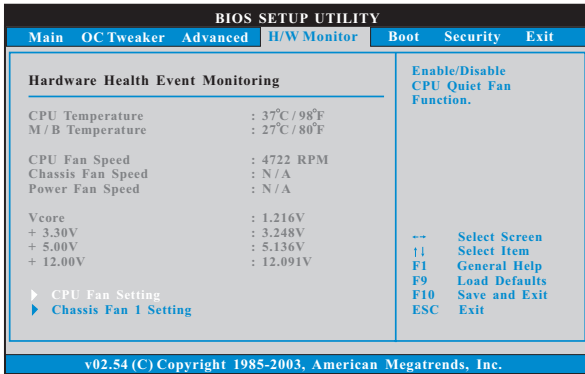 BIOS SETUP UTILITY
Main OC Tweaker Advanced H/W Monitor Boot Security Exit
Hardware Health Event Monitoring
CPU Temperature : 37°C / 98°F
M / B Temperature : 27°C / 80°F
CPU Fan Speed : 4722 RPM
Chassis Fan Speed : N / A
Power Fan Speed : N / A
Vcore : 1.216V
+ 3.30V : 3.248V
+ 5.00V : 5.136V
+ 12.00V : 12.091V
CPU Fan Setting
Chassis Fan 1 Setting
Enable/Disable
CPU Quiet Fan
Function.
←→ Select Screen
↑↓ Select Item
F1 General Help
F9 Load Defaults
F10 Save and Exit
ESC Exit
v02.54 (C) Copyright 1985-2003, American Megatrends, Inc.